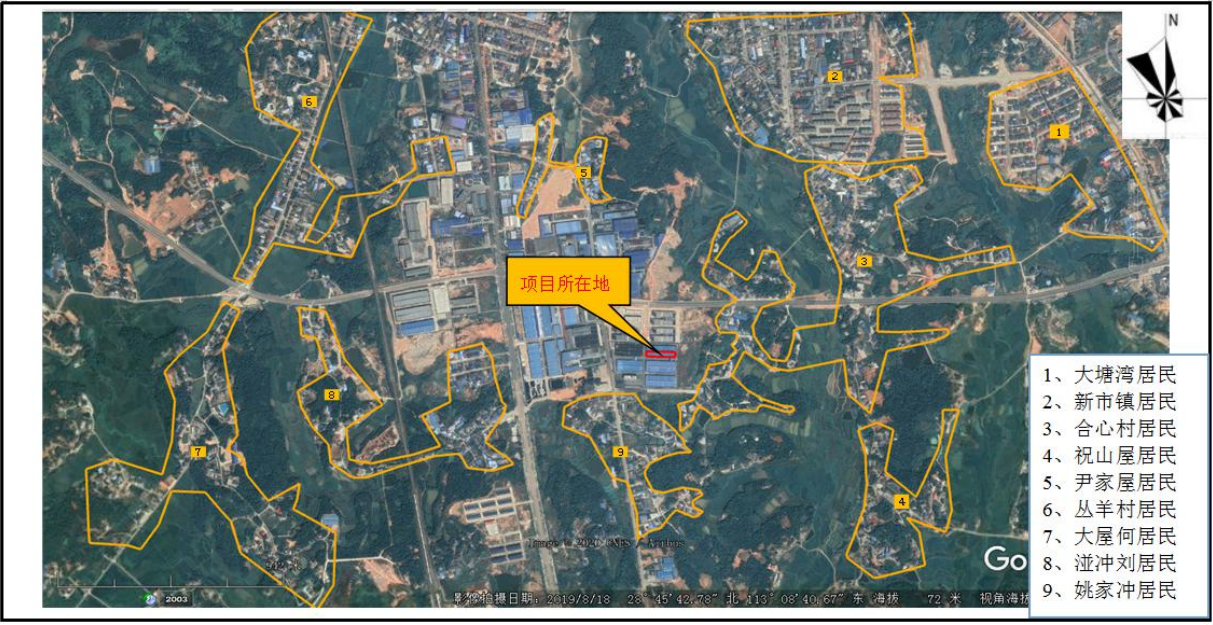 N
6
2
1
5
3
项目所在地
8
7
9
4
1、大塘湾居民
2、新市镇居民
3、合心村居民
4、祝山屋居民
5、尹家屋居民
6、丛羊村居民
7、大屋何居民
8、湴冲刘居民
9、姚家冲居民
Image © 2020 CNES / Airbus
Go
2003
影像拍摄日期：2019/8/18 28°45'42.78" 北 113°08'40.67" 东 海拔 72 米 视角海拔